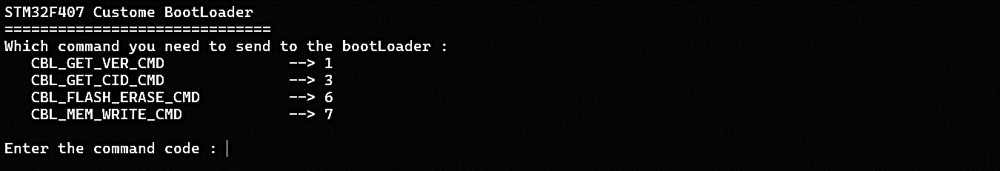 STM32F407 Custome BootLoader
==============================
Which command you need to send to the bootLoader :
   CBL_GET_VER_CMD              --> 1
   CBL_GET_CID_CMD              --> 3
   CBL_FLASH_ERASE_CMD          --> 6
   CBL_MEM_WRITE_CMD            --> 7
Enter the command code :